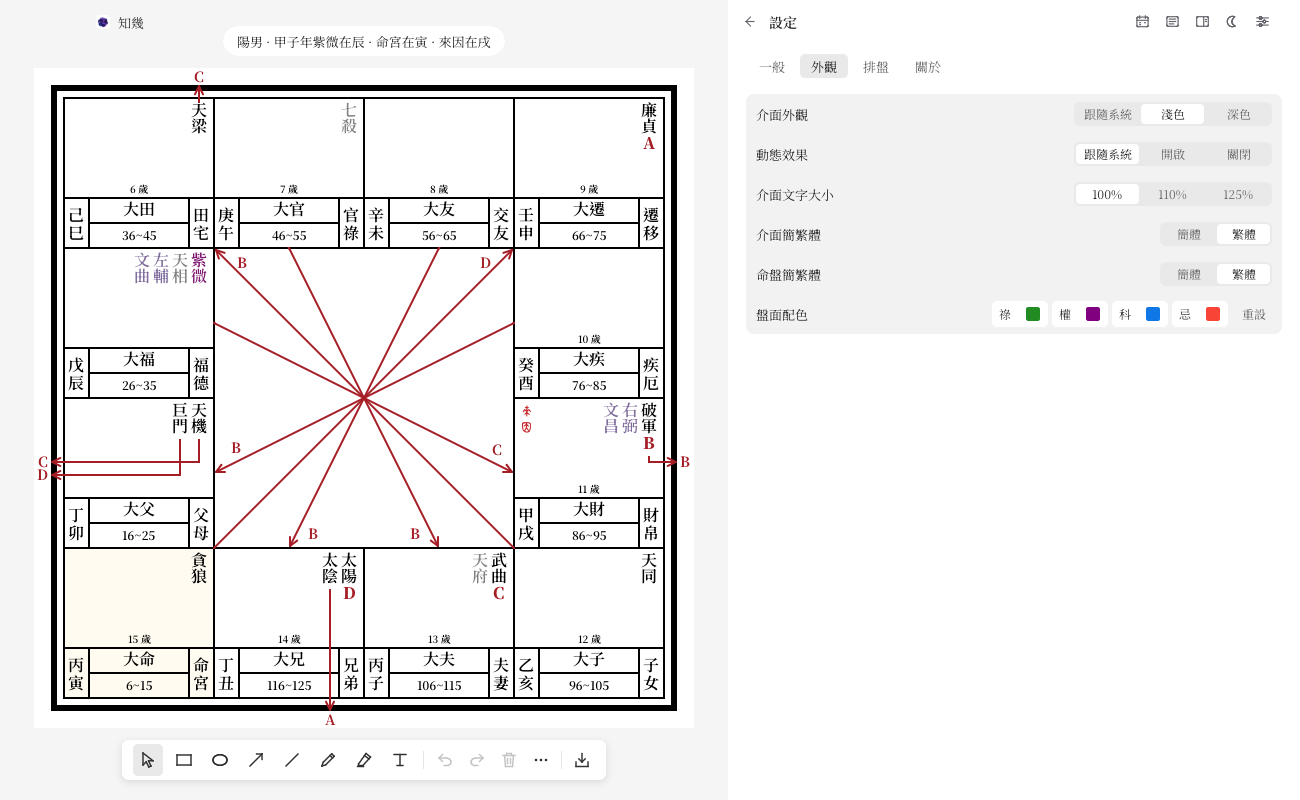 知幾
陽男 · 甲子年紫微在辰 · 命宮在寅 · 來因在戌
C
天梁
七殺
廉貞
A
6 歲
7 歲
8 歲
9 歲
己巳
大田
36~45
田宅
庚午
大官
46~55
官祿
辛未
大友
56~65
交友
壬申
大遷
66~75
遷移
紫微
天相
左輔
文曲
B
D
10 歲
戊辰
大福
26~35
福德
癸酉
大疾
76~85
疾厄
天機
巨門
破軍
右弼
文昌
B
B
C
C
D
B
11 歲
丁卯
大父
16~25
父母
甲戌
大財
86~95
財帛
B
B
貪狼
太陽
太陰
D
武曲
天府
C
天同
15 歲
14 歲
13 歲
12 歲
丙寅
大命
6~15
命宮
丁丑
大兄
116~125
兄弟
丙子
大夫
106~115
夫妻
乙亥
大子
96~105
子女
A
T
設定
一般
外觀
排盤
關於
介面外觀
跟隨系統
淺色
深色
動態效果
跟隨系統
開啟
關閉
介面文字大小
100%
110%
125%
介面簡繁體
簡體
繁體
命盤簡繁體
簡體
繁體
盤面配色
祿
權
科
忌
重設